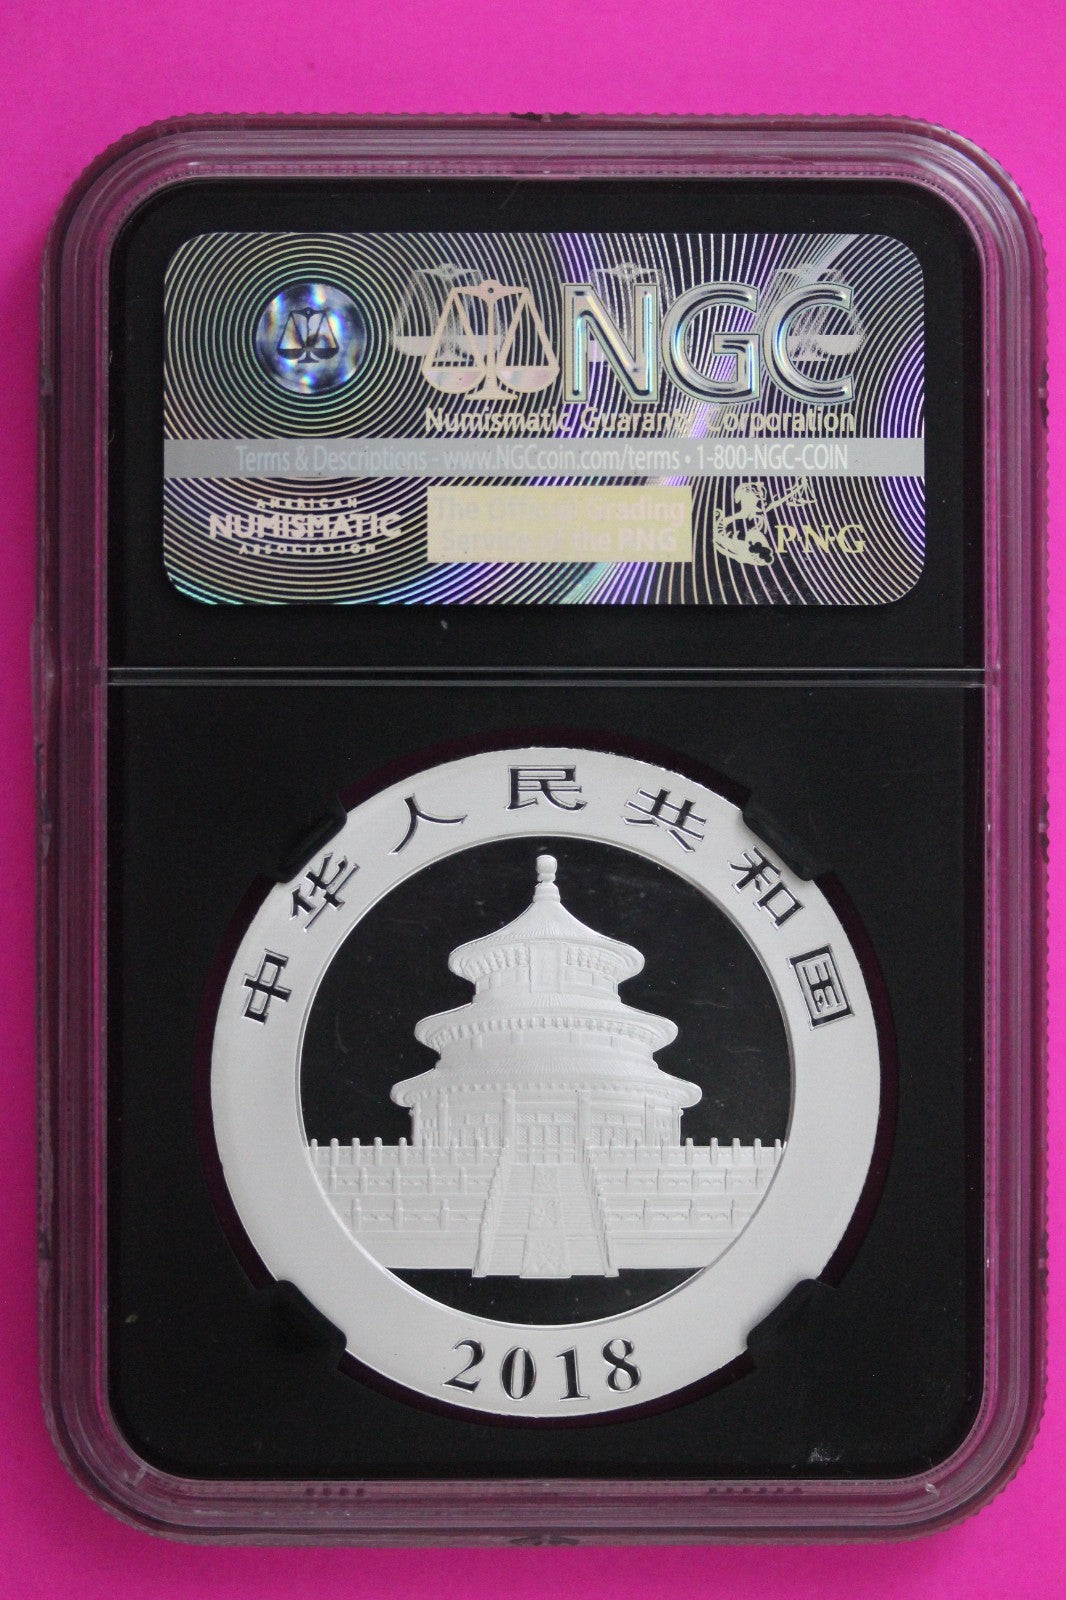 NGC
Numismatic Guaranty Corporation
Terms & Descriptions - www.NGCcoin.com/terms • 1-800-NGC-COIN
AMERICAN
NUMISMATIC
ASSOCIATION
The Official Grading
Service of the PNG
PNG
中华人民共和国
2018